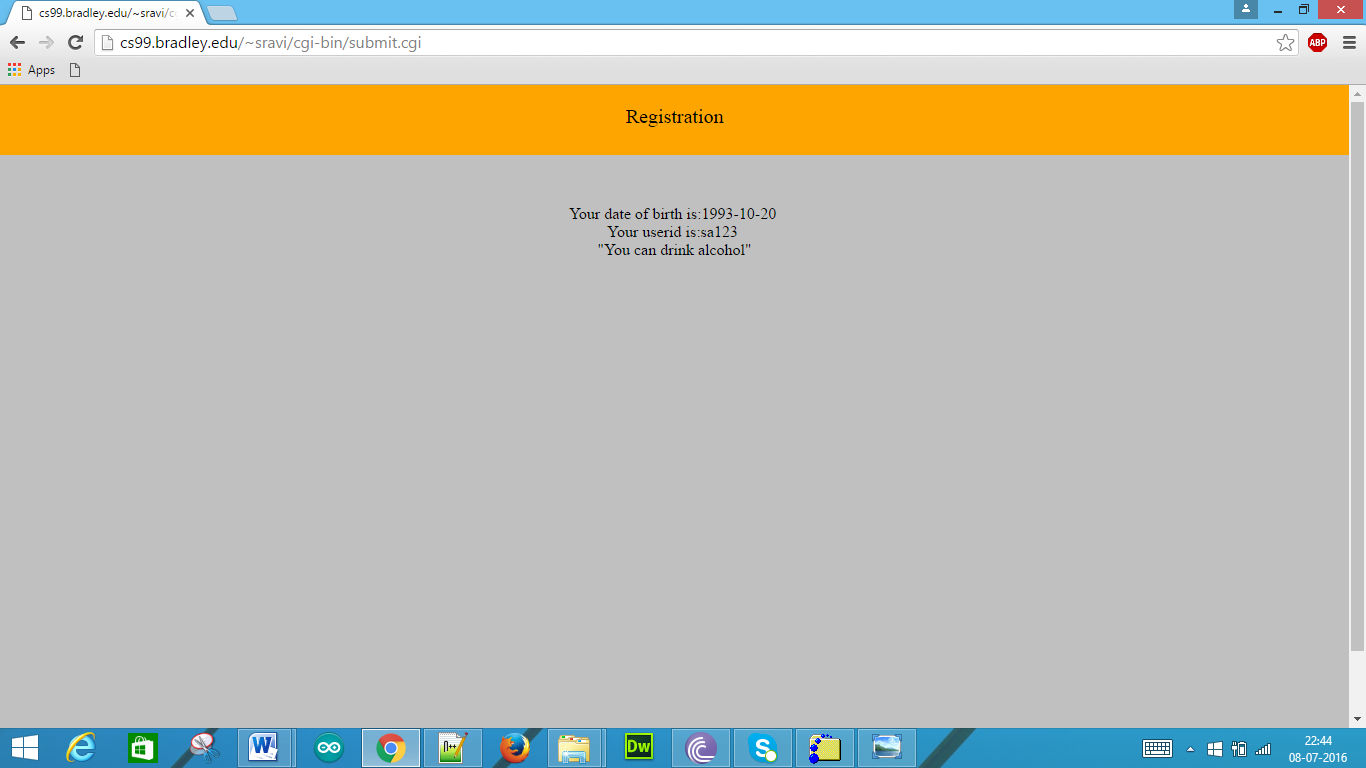 cs99.bradley.edu/~sravi/c
cs99.bradley.edu/~sravi/cgi-bin/submit.cgi
ABP
Apps
Registration
Your date of birth is:1993-10-20
Your userid is:sa123
"You can drink alcohol"
Dw
22:44
08-07-2016